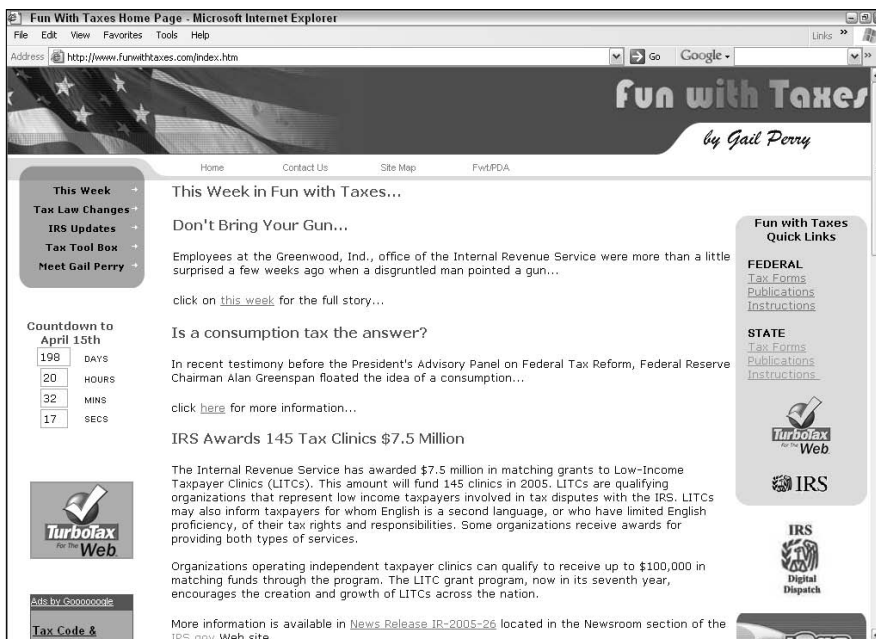 Fun With Taxes Home Page - Microsoft Internet Explorer
File Edit View Favorites Tools Help
Links »
Address http://www.funwithtaxes.com/index.htm
Go Google
Fun with Taxes
by Gail Perry
Home Contact Us Site Map Fwt/PDA
This Week
Tax Law Changes
IRS Updates
Tax Tool Box
Meet Gail Perry
Countdown to
April 15th
198 DAYS
20 HOURS
32 MINS
17 SECS
TurboTax
For The Web
Ads by Goooooogle
Tax Code &
This Week in Fun with Taxes...
Don't Bring Your Gun...
Employees at the Greenwood, Ind., office of the Internal Revenue Service were more than a little
surprised a few weeks ago when a disgruntled man pointed a gun...
click on this week for the full story...
Is a consumption tax the answer?
In recent testimony before the President's Advisory Panel on Federal Tax Reform, Federal Reserve
Chairman Alan Greenspan floated the idea of a consumption...
click here for more information...
IRS Awards 145 Tax Clinics $7.5 Million
The Internal Revenue Service has awarded $7.5 million in matching grants to Low-Income
Taxpayer Clinics (LITCs). This amount will fund 145 clinics in 2005. LITCs are qualifying
organizations that represent low income taxpayers involved in tax disputes with the IRS. LITCs
may also inform taxpayers for whom English is a second language, or who have limited English
proficiency, of their tax rights and responsibilities. Some organizations receive awards for
providing both types of services.
Organizations operating independent taxpayer clinics can qualify to receive up to $100,000 in
matching funds through the program. The LITC grant program, now in its seventh year,
encourages the creation and growth of LITCs across the nation.
More information is available in News Release IR-2005-26 located in the Newsroom section of the
IRS.gov Web site.
Fun with Taxes
Quick Links
FEDERAL
Tax Forms
Publications
Instructions
STATE
Tax Forms
Publications
Instructions
TurboTax
For The Web
IRS
IRS
Digital
Dispatch